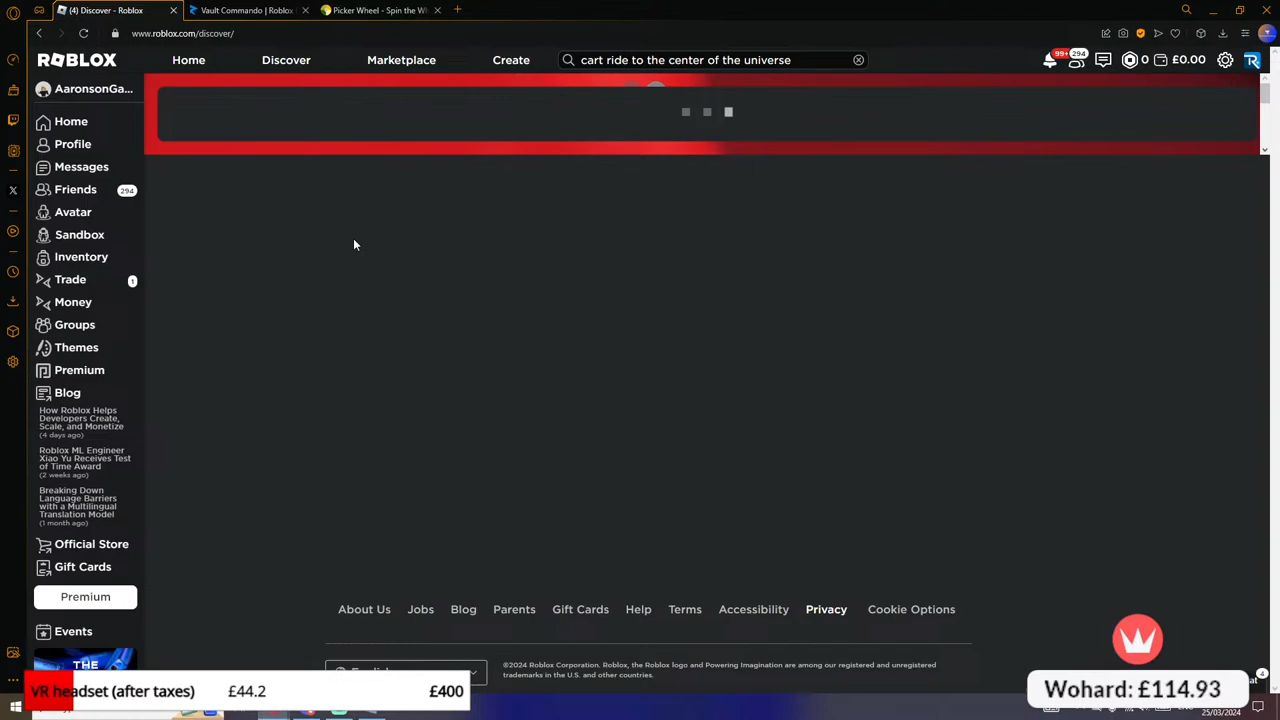 (4) Discover - Roblox
Vault Commando | Roblox
Picker Wheel - Spin the Wh
www.roblox.com/discover/
ROBLOX
Home
Discover
Marketplace
Create
cart ride to the center of the universe
99+
294
0
£0.00
AaronsonGa...
Home
Profile
Messages
Friends
294
Avatar
Sandbox
Inventory
Trade
1
Money
Groups
Themes
Premium
Blog
How Roblox Helps
Developers Create,
Scale, and Monetize
(4 days ago)
Roblox ML Engineer
Xiao Yu Receives Test
of Time Award
(2 weeks ago)
Breaking Down
Language Barriers
with a Multilingual
Translation Model
(1 month ago)
Official Store
Gift Cards
Premium
Events
THE
About Us
Jobs
Blog
Parents
Gift Cards
Help
Terms
Accessibility
Privacy
Cookie Options
©2024 Roblox Corporation. Roblox, the Roblox logo and Powering Imagination are among our registered and unregistered
trademarks in the U.S. and other countries.
VR headset (after taxes)
£44.2
£400
Wohard: £114.93
4
25/03/2024